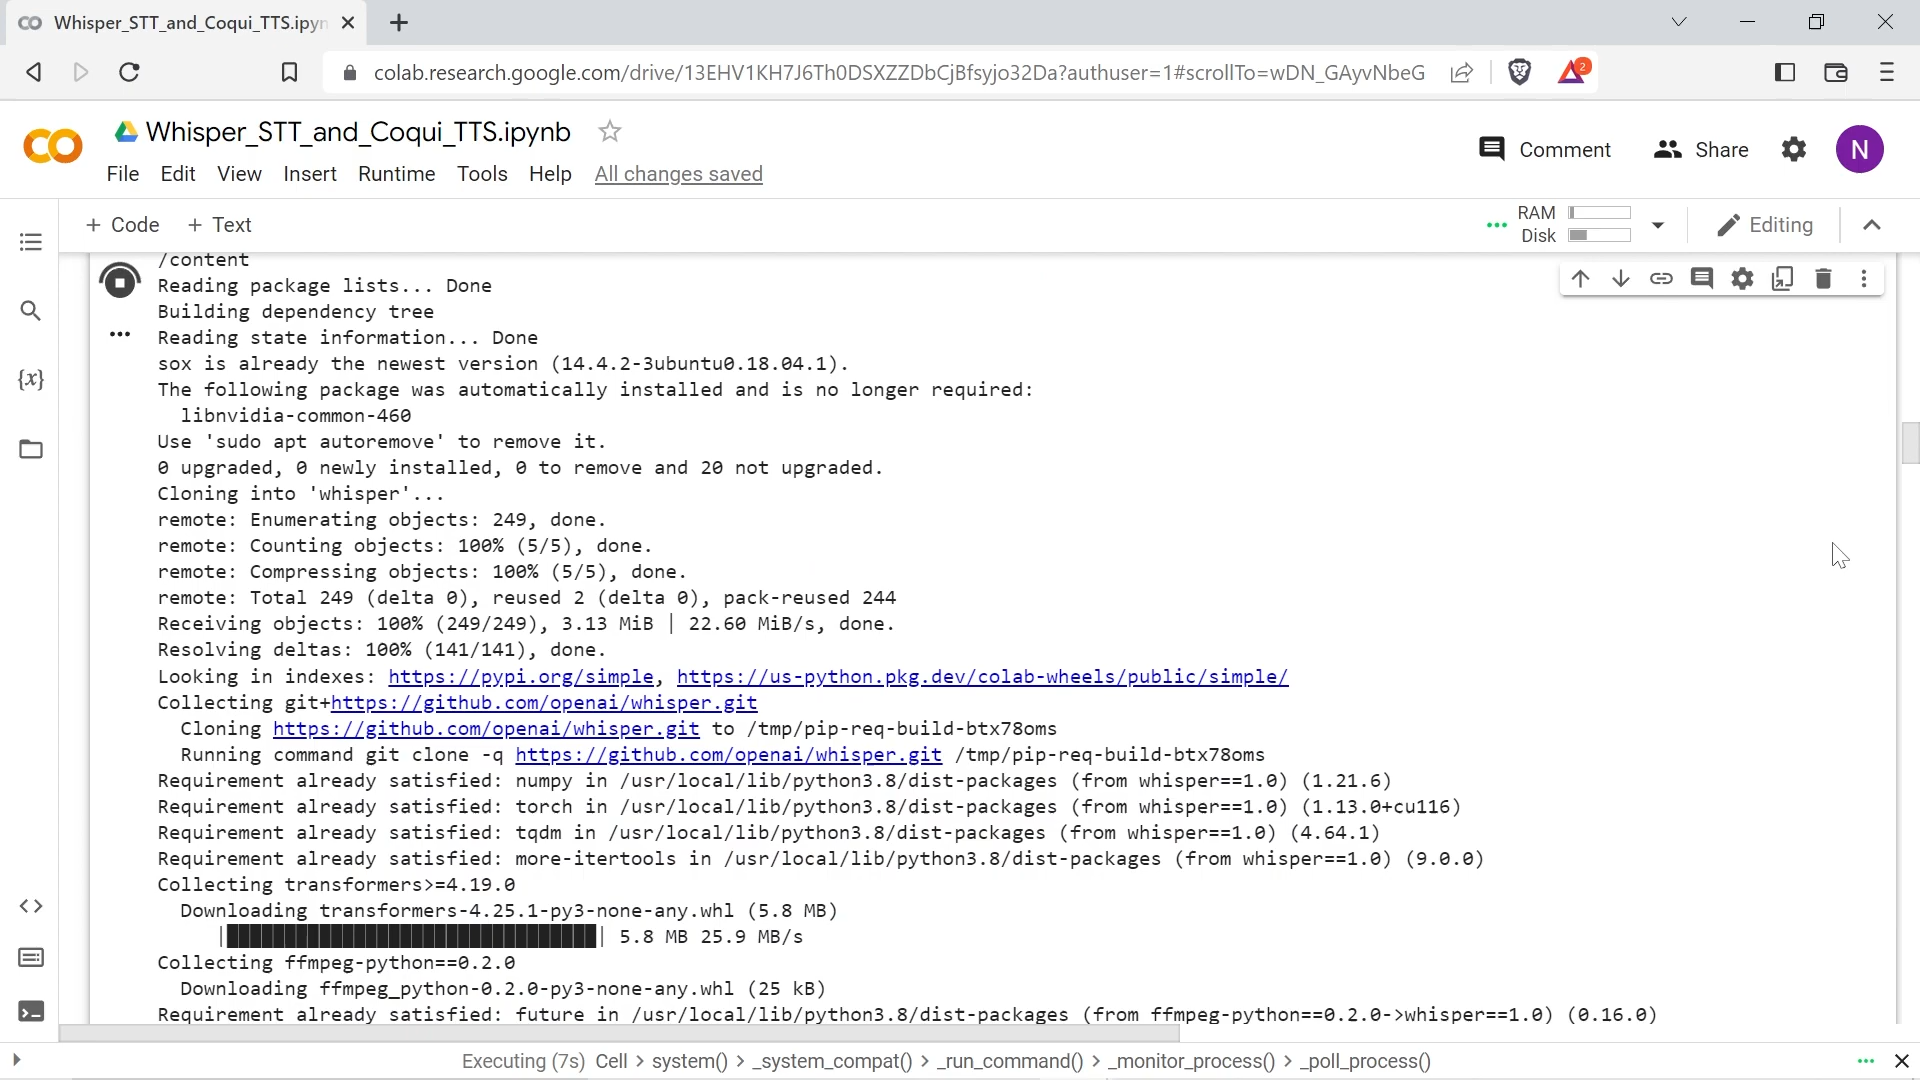 Whisper_STT_and_Coqui_TTS.ipyn
colab.research.google.com/drive/13EHV1KH7J6Th0DSXZZDbCjBfsyjo32Da?authuser=1#scrollTo=wDN_GAyvNbeG
2
Whisper_STT_and_Coqui_TTS.ipynb
Comment Share N
File Edit View Insert Runtime Tools Help All changes saved
+ Code + Text
RAM
Disk
Editing
/content
Reading package lists... Done
Building dependency tree
Reading state information... Done
sox is already the newest version (14.4.2-3ubuntu0.18.04.1).
The following package was automatically installed and is no longer required:
libnvidia-common-460
Use 'sudo apt autoremove' to remove it.
0 upgraded, 0 newly installed, 0 to remove and 20 not upgraded.
Cloning into 'whisper'...
remote: Enumerating objects: 249, done.
remote: Counting objects: 100% (5/5), done.
remote: Compressing objects: 100% (5/5), done.
remote: Total 249 (delta 0), reused 2 (delta 0), pack-reused 244
Receiving objects: 100% (249/249), 3.13 MiB | 22.60 MiB/s, done.
Resolving deltas: 100% (141/141), done.
Looking in indexes: https://pypi.org/simple, https://us-python.pkg.dev/colab-wheels/public/simple/
Collecting git+https://github.com/openai/whisper.git
Cloning https://github.com/openai/whisper.git to /tmp/pip-req-build-btx78oms
Running command git clone -q https://github.com/openai/whisper.git /tmp/pip-req-build-btx78oms
Requirement already satisfied: numpy in /usr/local/lib/python3.8/dist-packages (from whisper==1.0) (1.21.6)
Requirement already satisfied: torch in /usr/local/lib/python3.8/dist-packages (from whisper==1.0) (1.13.0+cu116)
Requirement already satisfied: tqdm in /usr/local/lib/python3.8/dist-packages (from whisper==1.0) (4.64.1)
Requirement already satisfied: more-itertools in /usr/local/lib/python3.8/dist-packages (from whisper==1.0) (9.0.0)
Collecting transformers>=4.19.0
Downloading transformers-4.25.1-py3-none-any.whl (5.8 MB)
|████████████████████████████████| 5.8 MB 25.9 MB/s
Collecting ffmpeg-python==0.2.0
Downloading ffmpeg_python-0.2.0-py3-none-any.whl (25 kB)
Requirement already satisfied: future in /usr/local/lib/python3.8/dist-packages (from ffmpeg-python==0.2.0->whisper==1.0) (0.16.0)
Executing (7s) Cell > system() > _system_compat() > _run_command() > _monitor_process() > _poll_process()